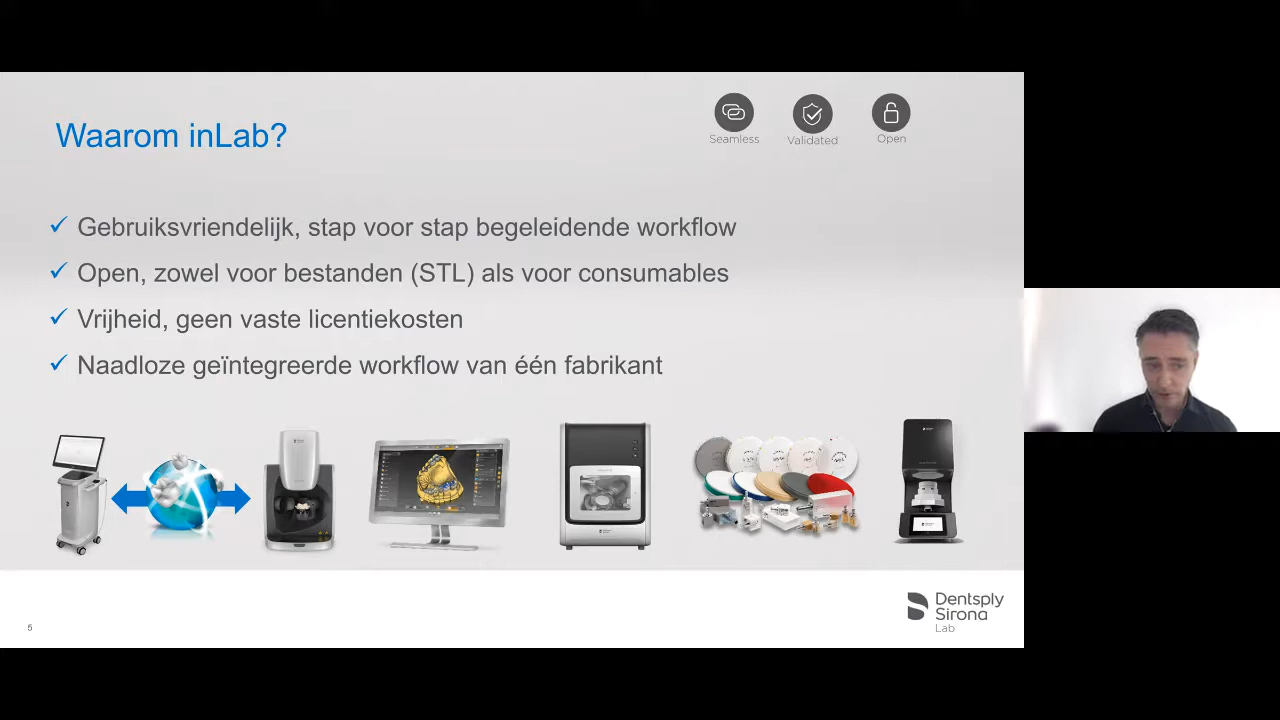 Waarom inLab?
Seamless
Validated
Open
✓ Gebruiksvriendelijk, stap voor stap begeleidende workflow
✓ Open, zowel voor bestanden (STL) als voor consumables
✓ Vrijheid, geen vaste licentiekosten
✓ Naadloze geïntegreerde workflow van één fabrikant
5
Dentsply
Sirona
Lab